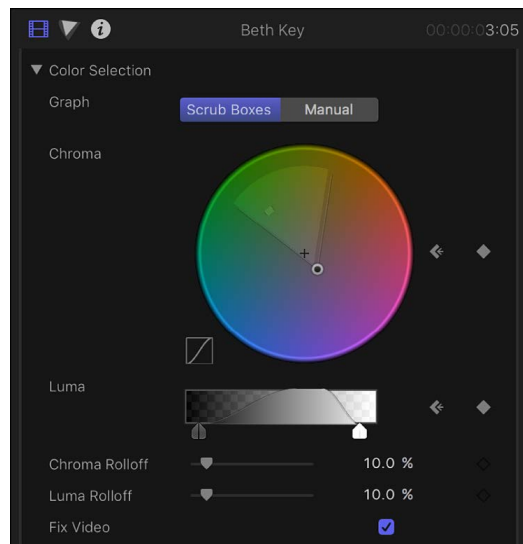 Beth Key 00:00:03:05
Color Selection
Graph Scrub Boxes Manual
Chroma
Luma
Chroma Rolloff 10.0 %
Luma Rolloff 10.0 %
Fix Video